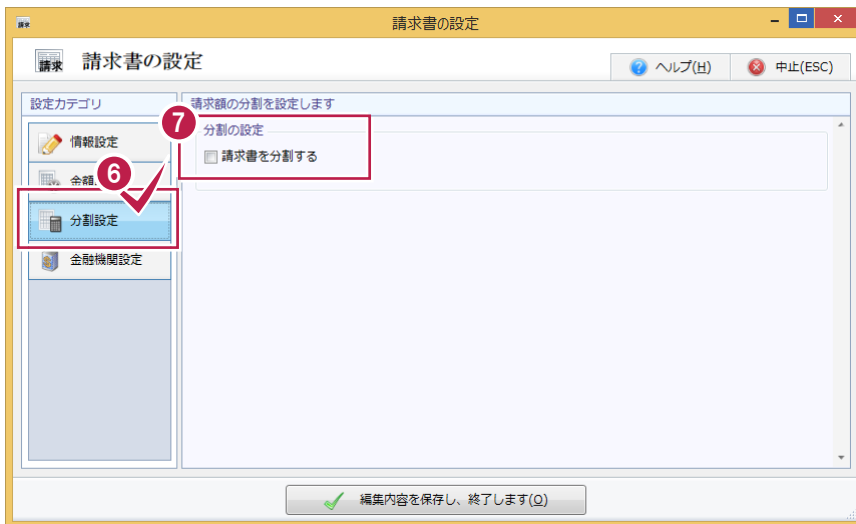 請求
請求書の設定
請求 請求書の設定
ヘルプ(H) 中止(ESC)
設定カテゴリ
請求額の分割を設定します
7
分割の設定
情報設定
請求書を分割する
6
金額
分割設定
金融機関設定
編集内容を保存し、終了します(O)